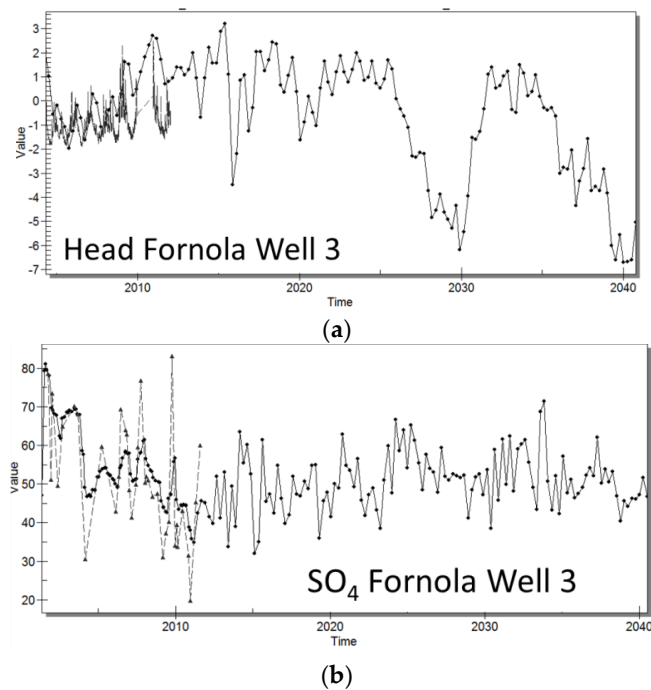 3
2
1
0
-1
-2
-3
-4
-5
-6
-7
Value
Head Fornola Well 3
2010 2020 2030 2040
Time
(a)
80
70
60
50
40
30
20
Value
SO₄ Fornola Well 3
2010 2020 2030 2040
Time
(b)